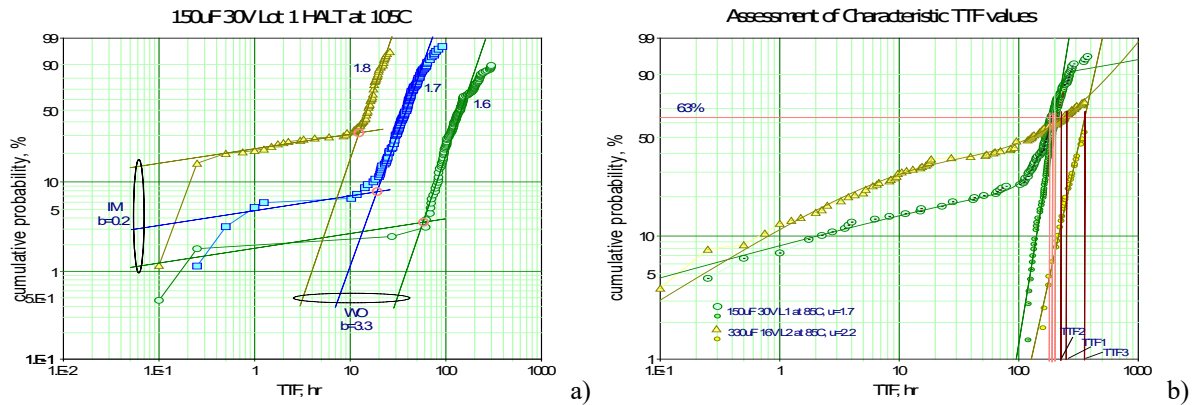 150uF 30V Lot 1 HALT at 105C
99
90
50
10
5
1
5.E-1
1.E-1
cumulative probability, %
1.8
1.7
1.6
IM
b=0.2
WO
b=3.3
1.E-2 1.E-1 1 10 100 1000
TTF, hr
a)
Assessment of Characteristic TTF values
99
90
63%
50
10
5
1
cumulative probability, %
150uF 30V L1 at 85C, u=1.7
330uF 16V L2 at 85C, u=2.2
TTF2
TTF1
TTF3
1.E-1 1 10 100 1000
TTF, hr
b)